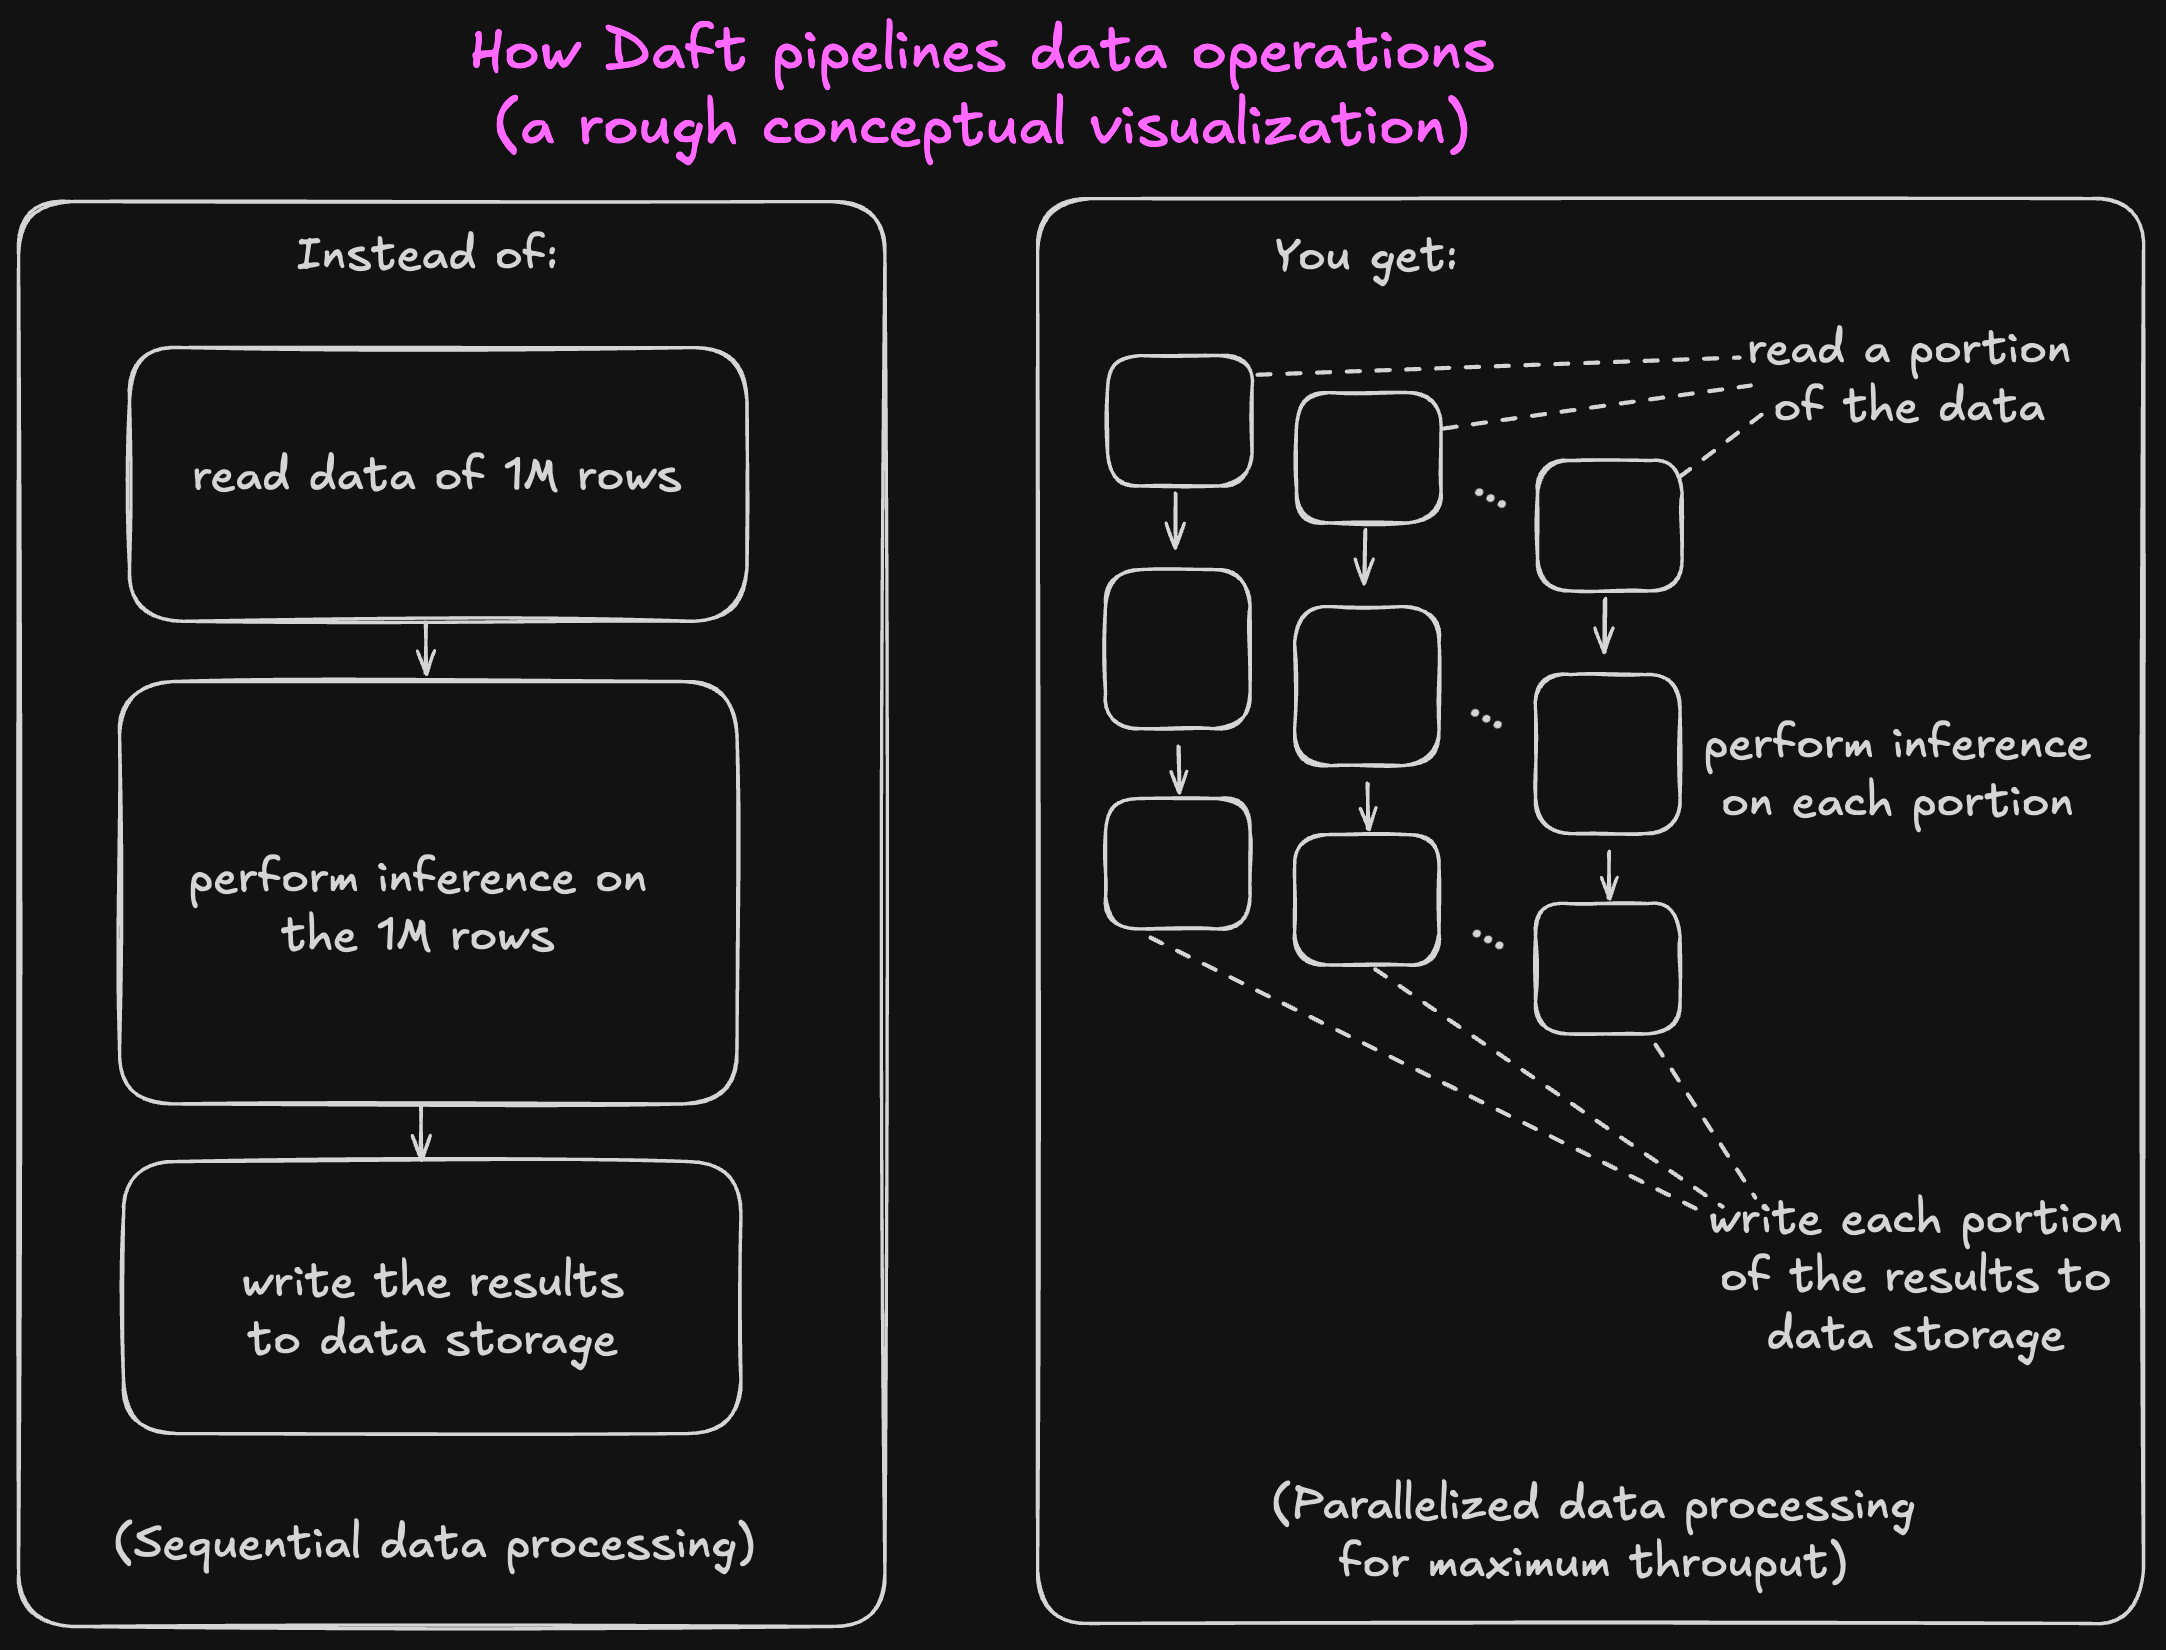 How Daft pipelines data operations
(a rough conceptual visualization)
Instead of:
read data of 1M rows
perform inference on
the 1M rows
write the results
to data storage
(Sequential data processing)
You get:
read a portion
of the data
...
...
perform inference
on each portion
...
write each portion
of the results to
data storage
(Parallelized data processing
for maximum throuput)